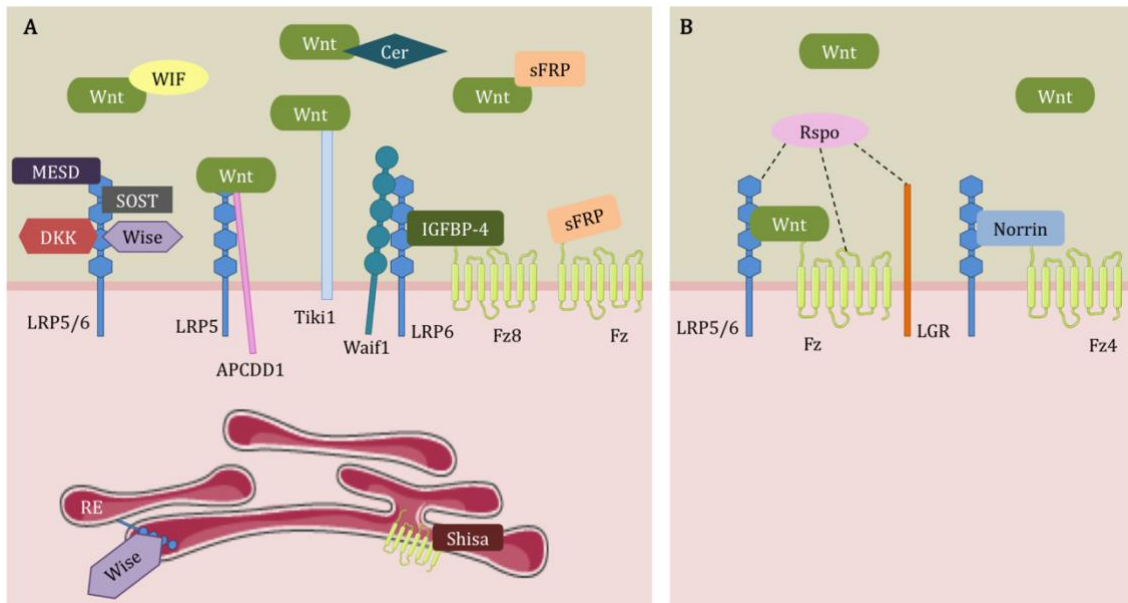 A
Wnt
Cer
WIF
Wnt
sFRP
Wnt
Wnt
MESD
Wnt
SOST
DKK
Wise
IGFBP-4
sFRP
LRP5/6
LRP5
Tiki1
Waif1
LRP6
Fz8
Fz
APCDD1
RE
Wise
Shisa
B
Wnt
Wnt
Rspo
Wnt
Norrin
LRP5/6
Fz
LGR
Fz4